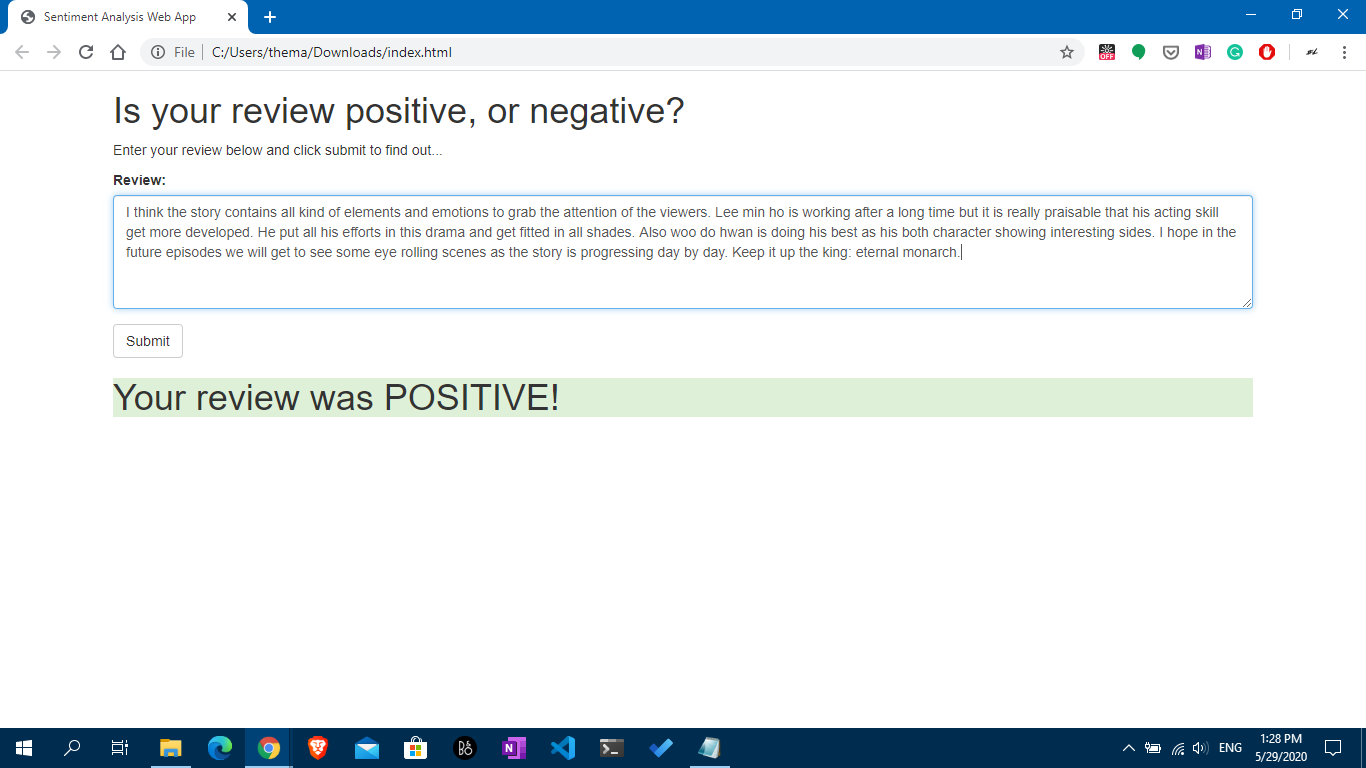 Sentiment Analysis Web App
File
C:/Users/thema/Downloads/index.html
OFF
Is your review positive, or negative?
Enter your review below and click submit to find out...
Review:
I think the story contains all kind of elements and emotions to grab the attention of the viewers. Lee min ho is working after a long time but it is really praisable that his acting skill
get more developed. He put all his efforts in this drama and get fitted in all shades. Also woo do hwan is doing his best as his both character showing interesting sides. I hope in the
future episodes we will get to see some eye rolling scenes as the story is progressing day by day. Keep it up the king: eternal monarch.
Submit
Your review was POSITIVE!
ENG
1:28 PM
5/29/2020